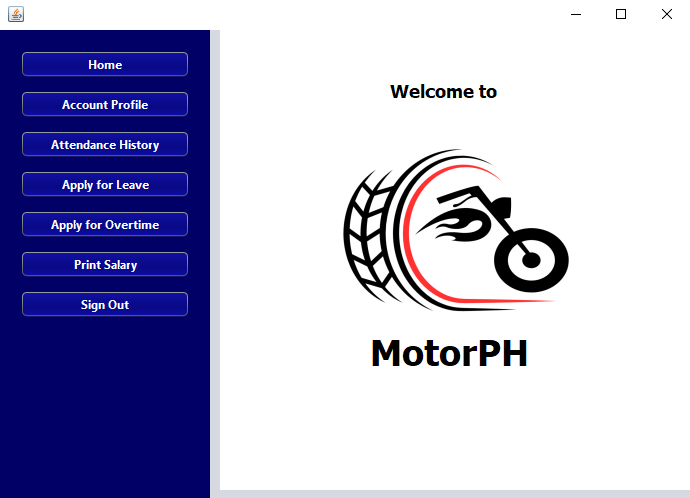 Home
Account Profile
Attendance History
Apply for Leave
Apply for Overtime
Print Salary
Sign Out
Welcome to
MotorPH